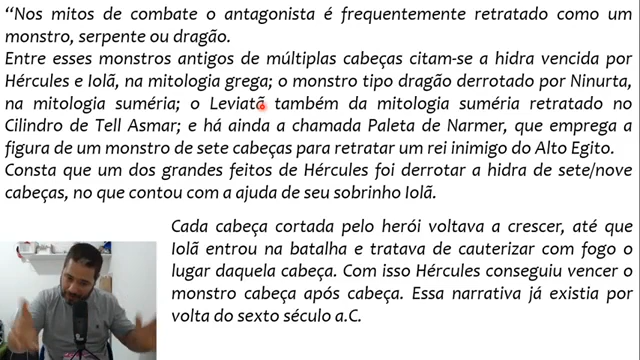 “Nos mitos de combate o antagonista é frequentemente retratado como um
monstro, serpente ou dragão.
Entre esses monstros antigos de múltiplas cabeças citam-se a hidra vencida por
Hércules e Iolã, na mitologia grega; o monstro tipo dragão derrotado por Ninurta,
na mitologia suméria; o Leviatã também da mitologia suméria retratado no
Cilindro de Tell Asmar; e há ainda a chamada Paleta de Narmer, que emprega a
figura de um monstro de sete cabeças para retratar um rei inimigo do Alto Egito.
Consta que um dos grandes feitos de Hércules foi derrotar a hidra de sete/nove
cabeças, no que contou com a ajuda de seu sobrinho Iolã.
Cada cabeça cortada pelo herói voltava a crescer, até que
Iolã entrou na batalha e tratava de cauterizar com fogo o
lugar daquela cabeça. Com isso Hércules conseguiu vencer o
monstro cabeça após cabeça. Essa narrativa já existia por
volta do sexto século a.C.